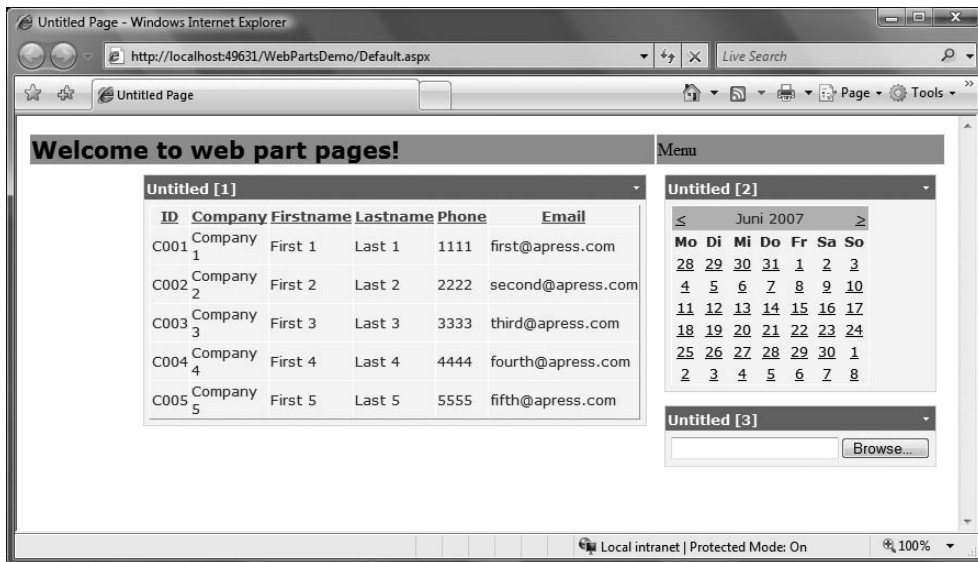 Untitled Page - Windows Internet Explorer
http://localhost:49631/WebPartsDemo/Default.aspx
Live Search
Untitled Page
Page
Tools
Welcome to web part pages!
Menu
Untitled [1]
ID Company Firstname Lastname Phone Email
C001 Company 1 First 1 Last 1 1111 first@apress.com
C002 Company 2 First 2 Last 2 2222 second@apress.com
C003 Company 3 First 3 Last 3 3333 third@apress.com
C004 Company 4 First 4 Last 4 4444 fourth@apress.com
C005 Company 5 First 5 Last 5 5555 fifth@apress.com
Untitled [2]
< Juni 2007 >
Mo Di Mi Do Fr Sa So
28 29 30 31 1 2 3
4 5 6 7 8 9 10
11 12 13 14 15 16 17
18 19 20 21 22 23 24
25 26 27 28 29 30 1
2 3 4 5 6 7 8
Untitled [3]
Browse...
Local intranet | Protected Mode: On
100%